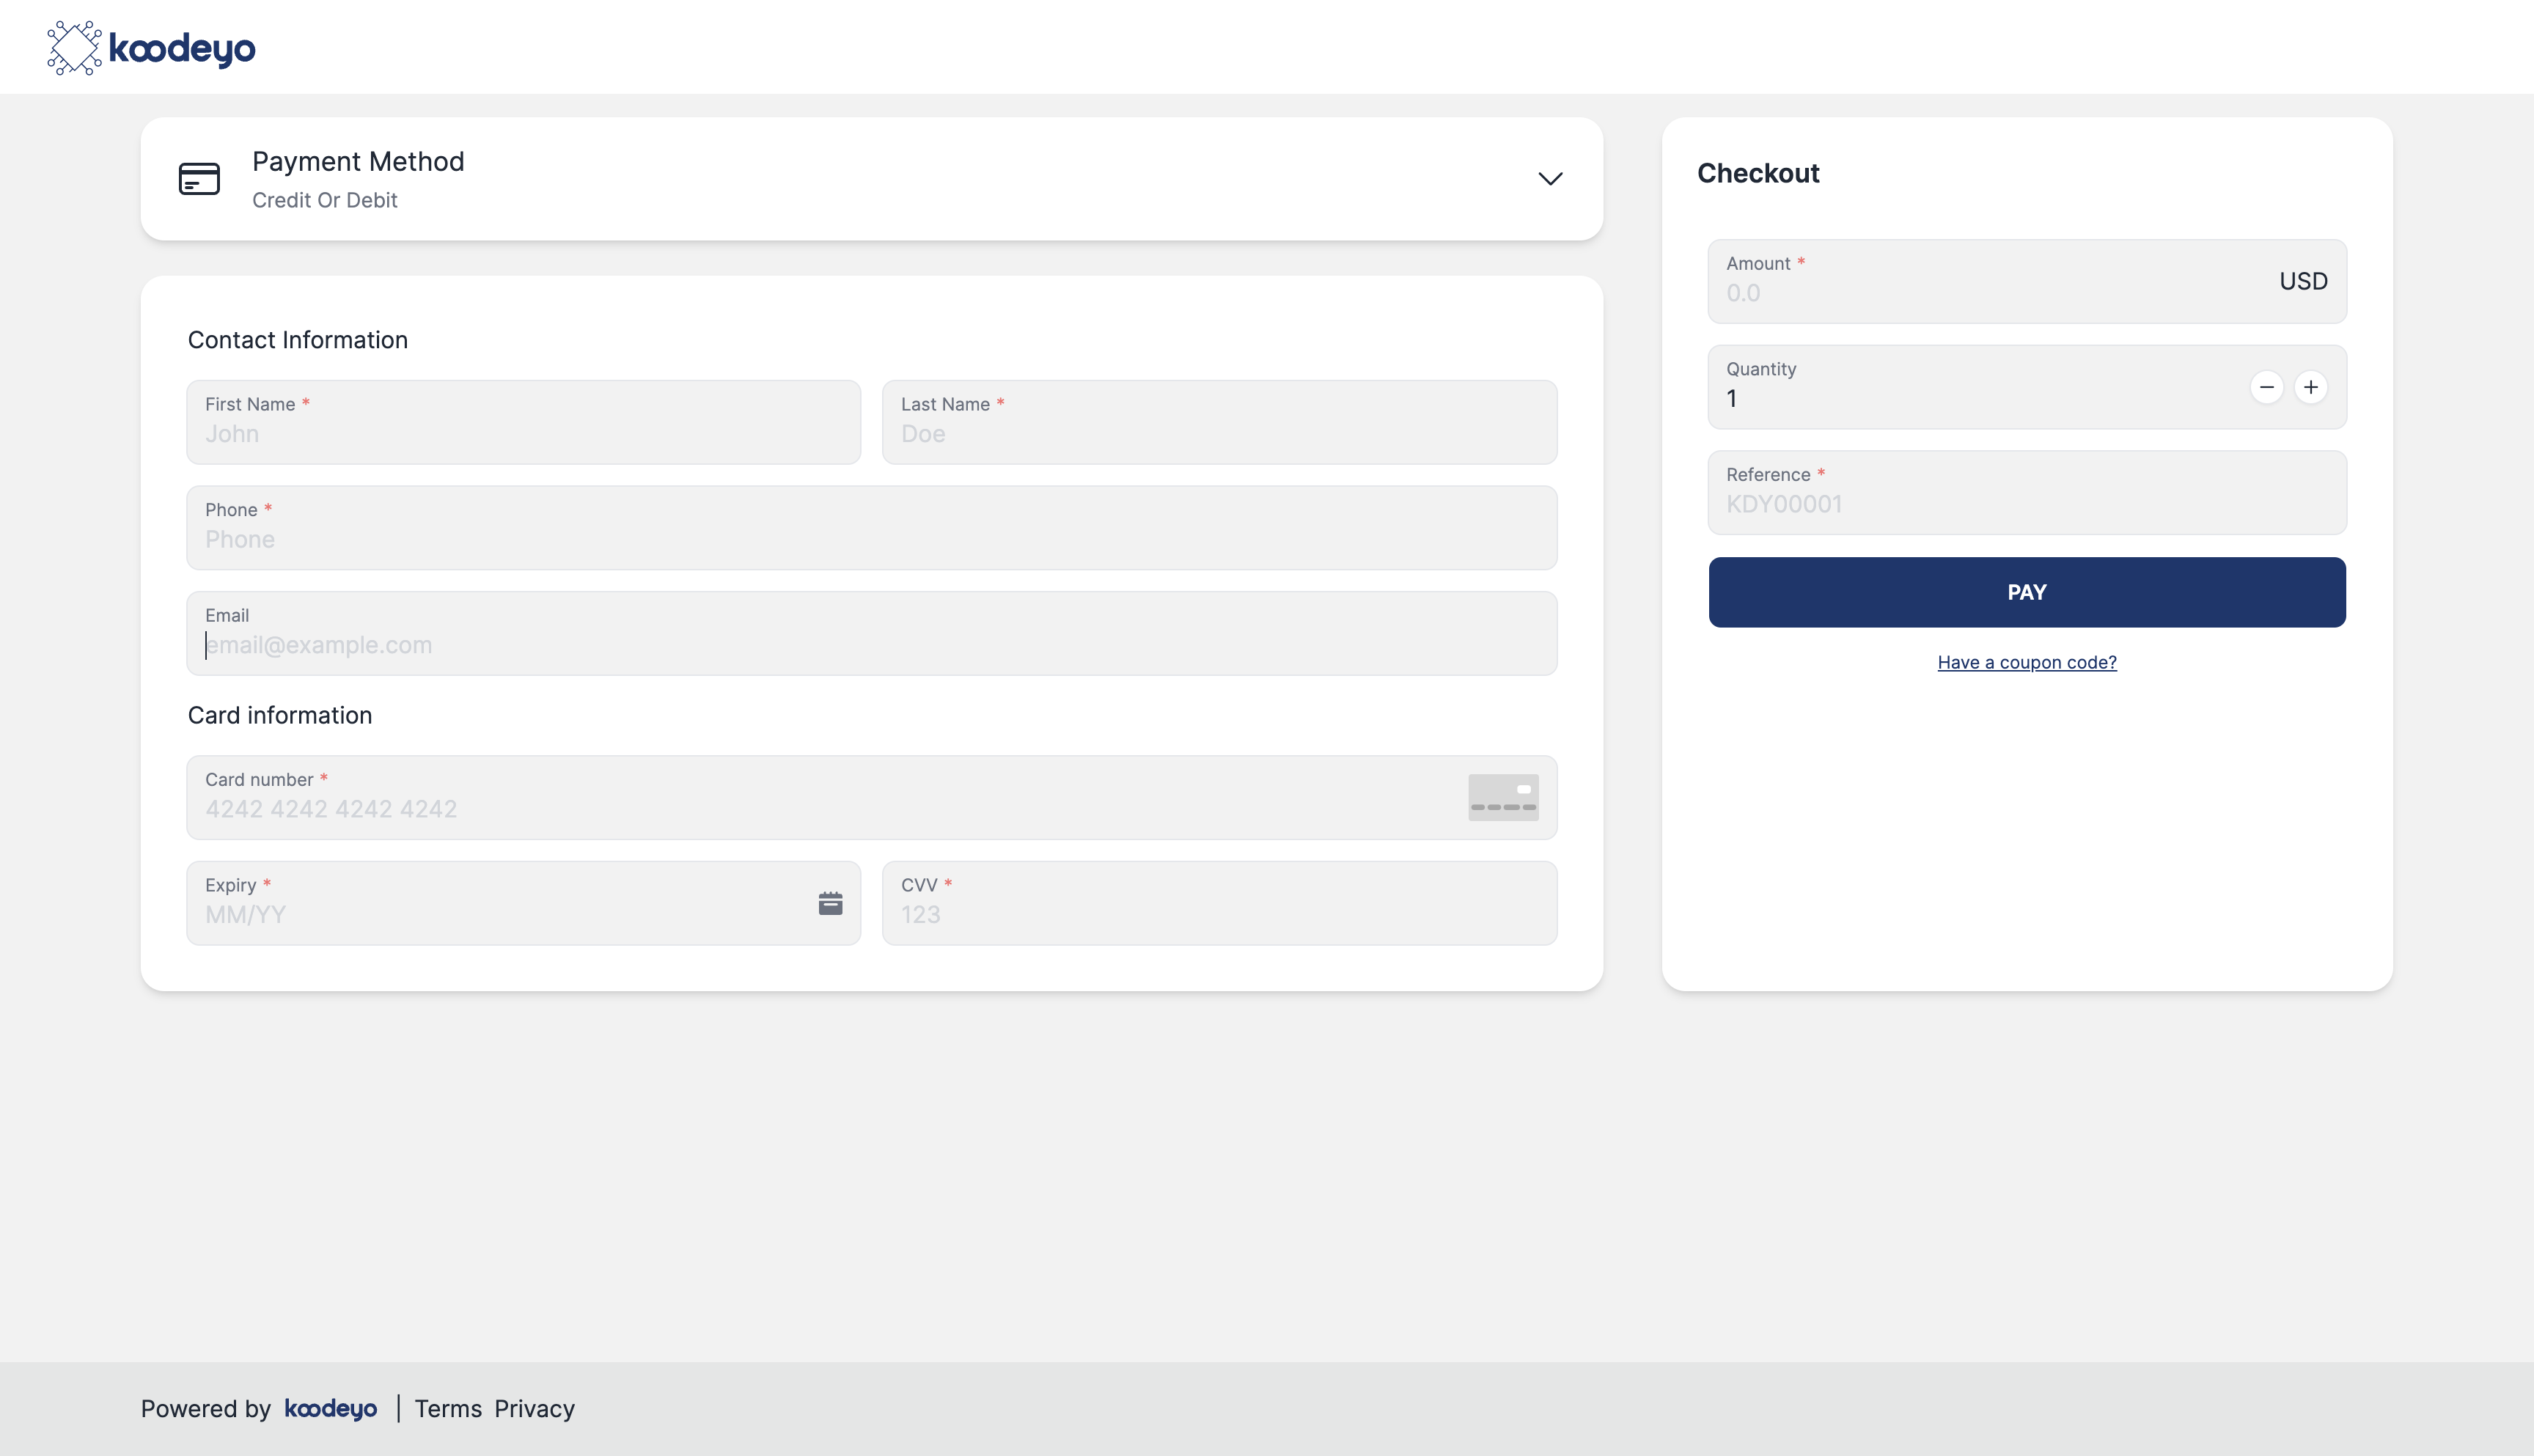 koodeyo
Payment Method
Credit Or Debit
Contact Information
First Name *
John
Last Name *
Doe
Phone *
Phone
Email
email@example.com
Card information
Card number *
4242 4242 4242 4242
Expiry *
MM/YY
CVV *
123
Checkout
Amount *
0.0
USD
Quantity
1
Reference *
KDY00001
PAY
Have a coupon code?
Powered by koodeyo | Terms Privacy